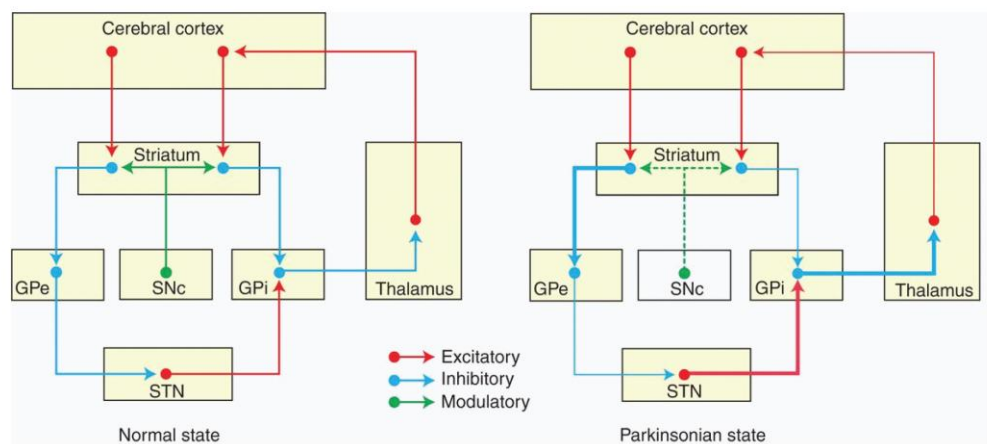 Cerebral cortex
Striatum
GPe
SNc
GPi
Thalamus
STN
Normal state
Excitatory
Inhibitory
Modulatory
Cerebral cortex
Striatum
GPe
SNc
GPi
Thalamus
STN
Parkinsonian state